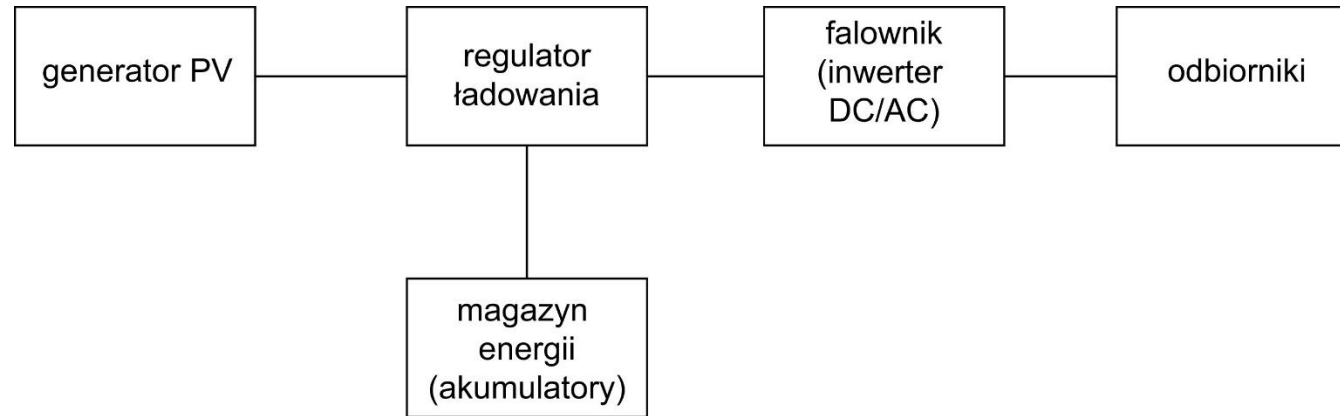 generator PV
regulator
ładowania
falownik
(inwerter
DC/AC)
odbiorniki
magazyn
energii
(akumulatory)